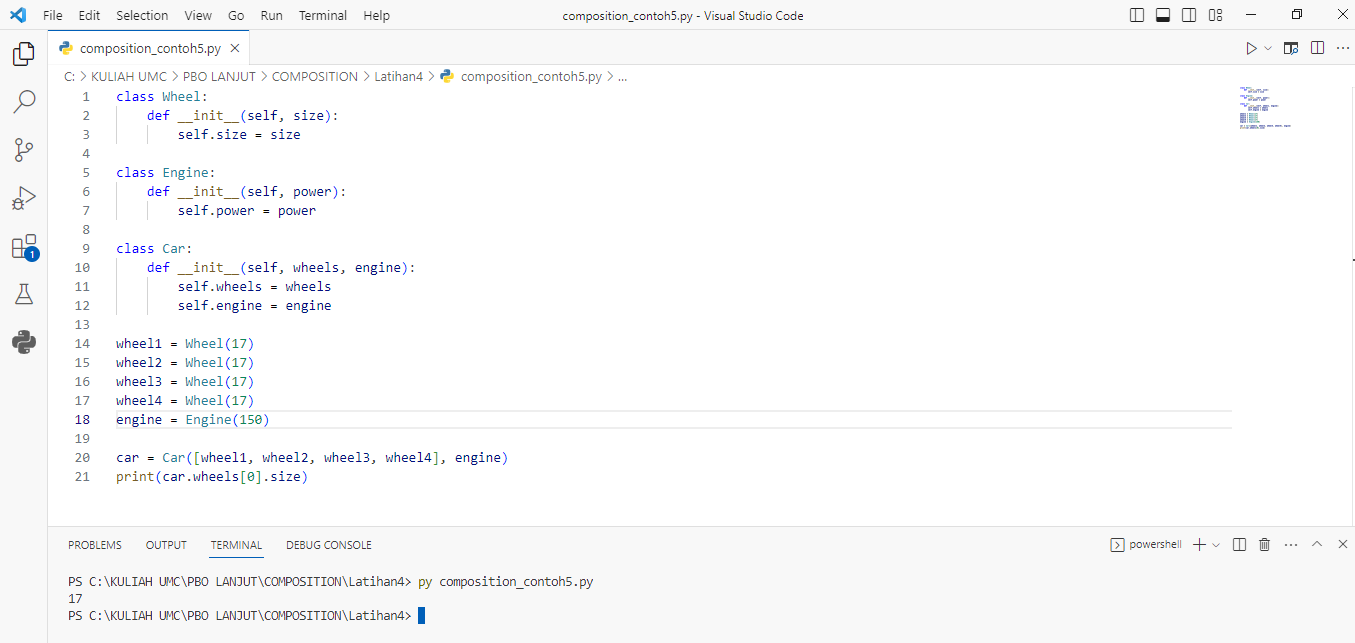 File Edit Selection View Go Run Terminal Help composition_contoh5.py - Visual Studio Code
composition_contoh5.py
C: > KULIAH UMC > PBO LANJUT > COMPOSITION > Latihan4 > composition_contoh5.py > ...
1 class Wheel:
2     def __init__(self, size):
3         self.size = size
4
5 class Engine:
6     def __init__(self, power):
7         self.power = power
8
9 class Car:
10     def __init__(self, wheels, engine):
11         self.wheels = wheels
12         self.engine = engine
13
14 wheel1 = Wheel(17)
15 wheel2 = Wheel(17)
16 wheel3 = Wheel(17)
17 wheel4 = Wheel(17)
18 engine = Engine(150)
19
20 car = Car([wheel1, wheel2, wheel3, wheel4], engine)
21 print(car.wheels[0].size)
1
PROBLEMS OUTPUT TERMINAL DEBUG CONSOLE powershell
PS C:\KULIAH UMC\PBO LANJUT\COMPOSITION\Latihan4> py composition_contoh5.py
17
PS C:\KULIAH UMC\PBO LANJUT\COMPOSITION\Latihan4>